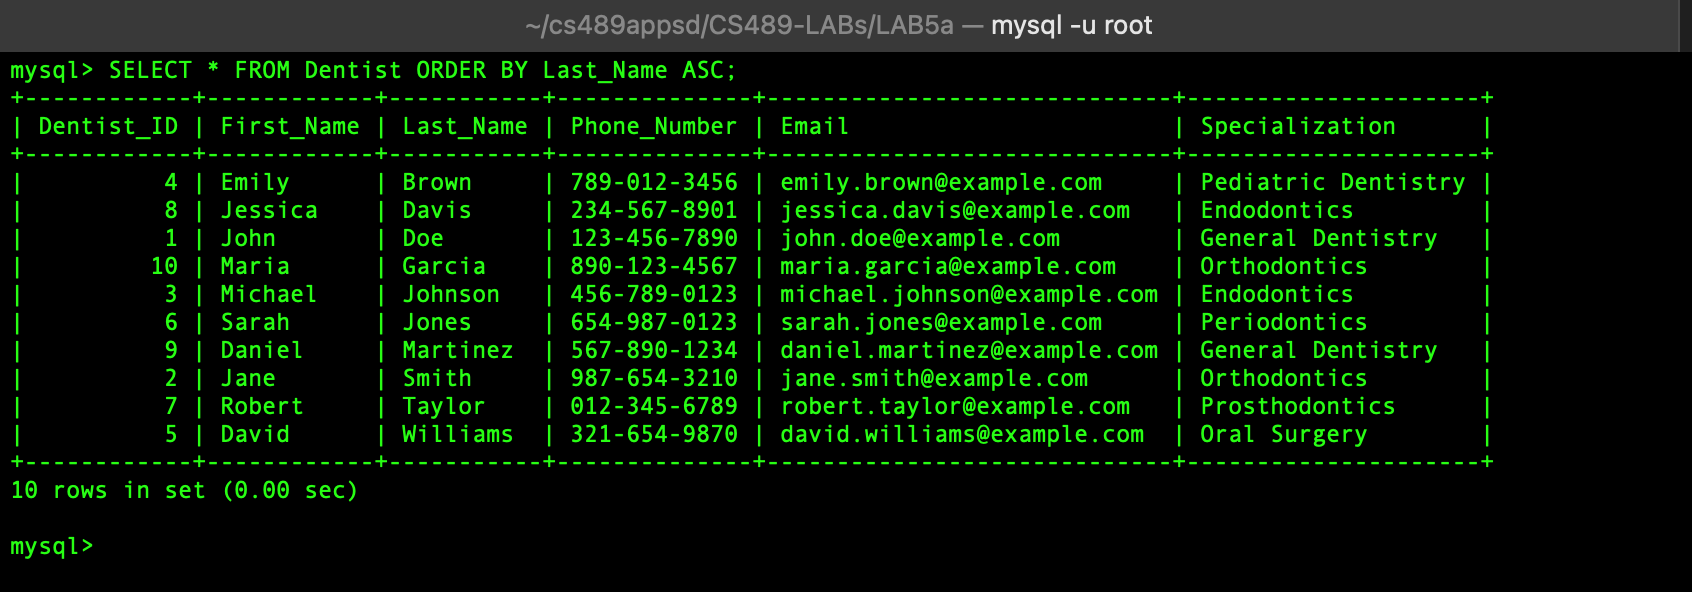 ~/cs489appsd/CS489-LABs/LAB5a — mysql -u root
mysql> SELECT * FROM Dentist ORDER BY Last_Name ASC;
+------------+------------+-----------+--------------+-----------------------------+---------------------+
| Dentist_ID | First_Name | Last_Name | Phone_Number | Email                       | Specialization      |
+------------+------------+-----------+--------------+-----------------------------+---------------------+
|          4 | Emily      | Brown     | 789-012-3456 | emily.brown@example.com     | Pediatric Dentistry |
|          8 | Jessica    | Davis     | 234-567-8901 | jessica.davis@example.com   | Endodontics         |
|          1 | John       | Doe       | 123-456-7890 | john.doe@example.com        | General Dentistry   |
|         10 | Maria      | Garcia    | 890-123-4567 | maria.garcia@example.com    | Orthodontics        |
|          3 | Michael    | Johnson   | 456-789-0123 | michael.johnson@example.com | Endodontics         |
|          6 | Sarah      | Jones     | 654-987-0123 | sarah.jones@example.com     | Periodontics        |
|          9 | Daniel     | Martinez  | 567-890-1234 | daniel.martinez@example.com | General Dentistry   |
|          2 | Jane       | Smith     | 987-654-3210 | jane.smith@example.com      | Orthodontics        |
|          7 | Robert     | Taylor    | 012-345-6789 | robert.taylor@example.com   | Prosthodontics      |
|          5 | David      | Williams  | 321-654-9870 | david.williams@example.com  | Oral Surgery        |
+------------+------------+-----------+--------------+-----------------------------+---------------------+
10 rows in set (0.00 sec)
mysql>